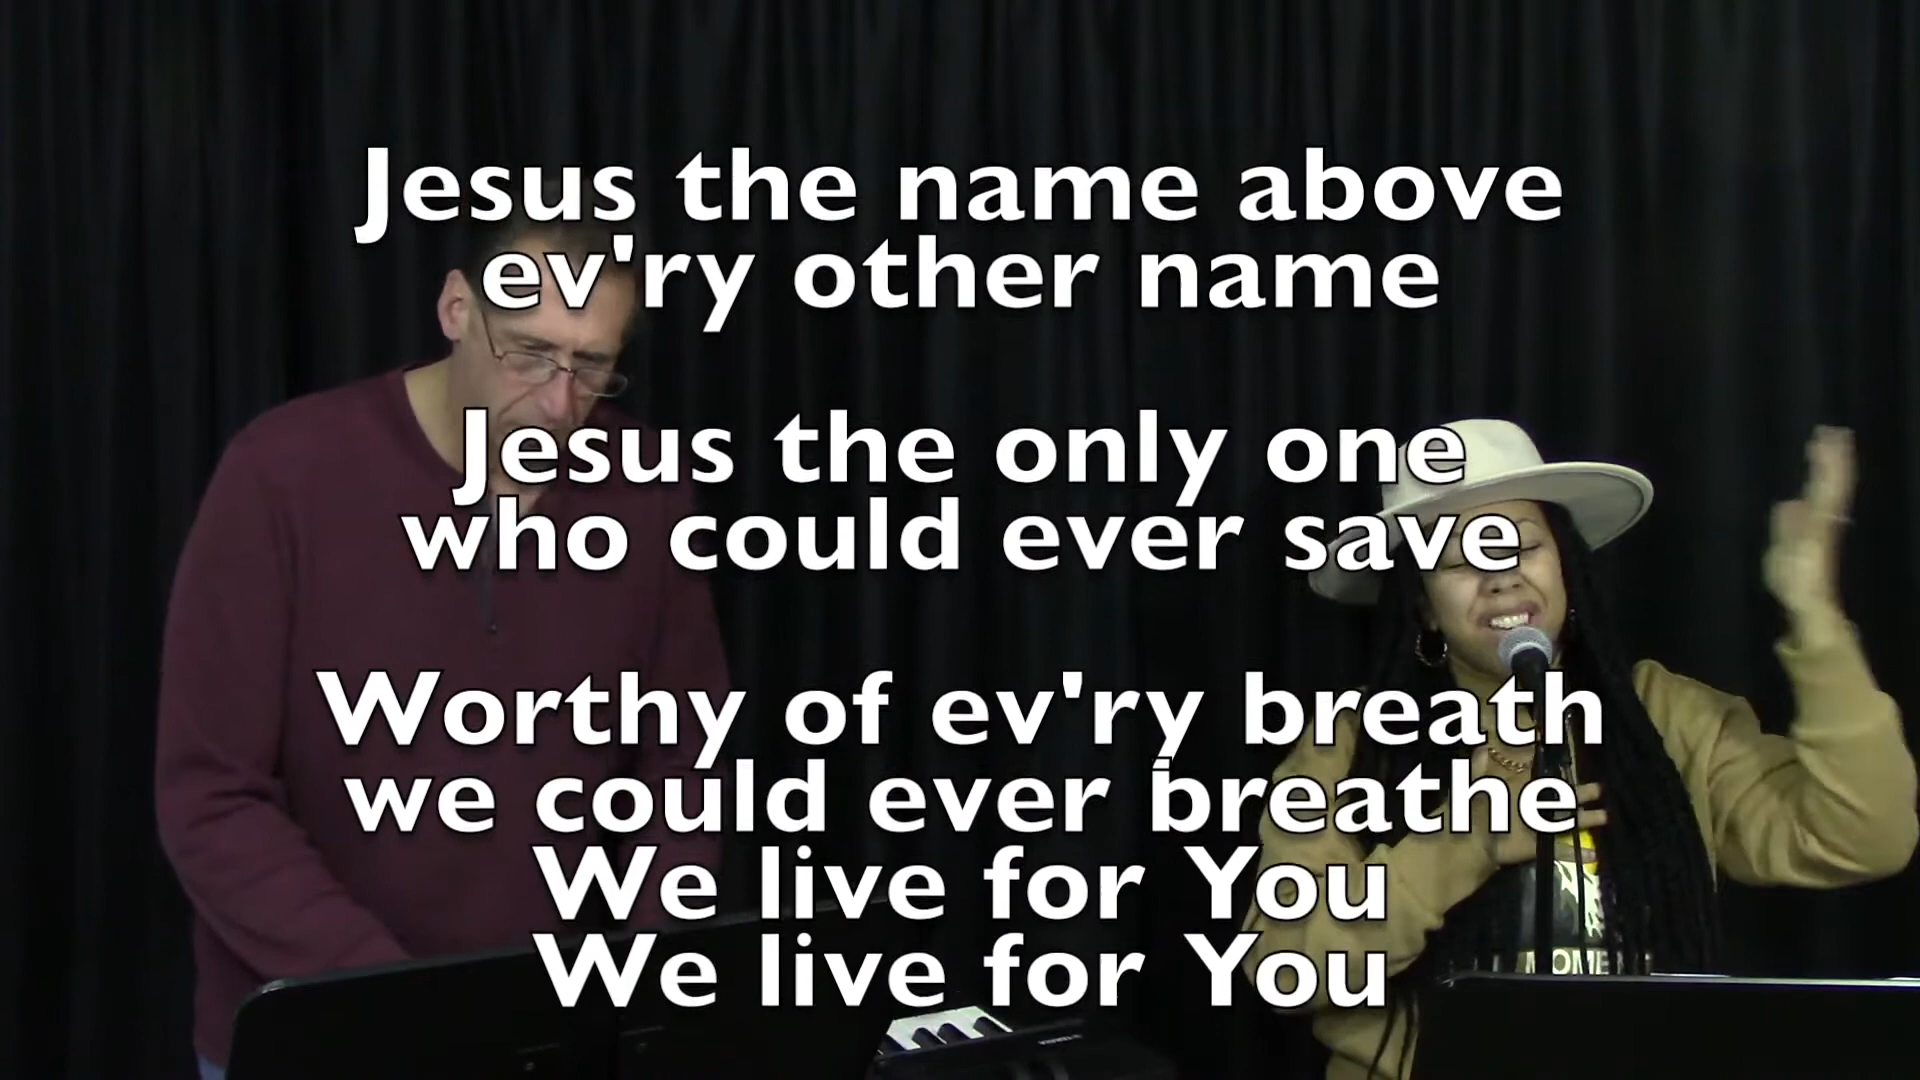 Jesus the name above
ev'ry other name
Jesus the only one
who could ever save
Worthy of ev'ry breath
we could ever breathe
We live for You
We live for You